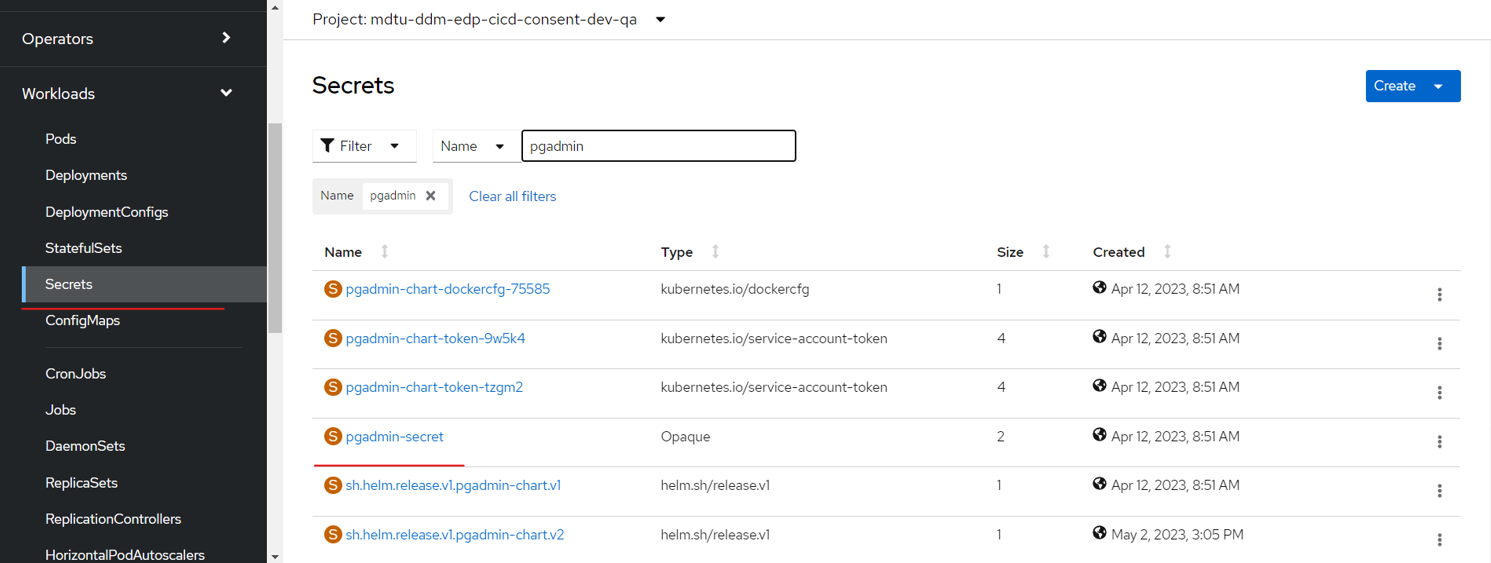 Project: mdtu-ddm-edp-cicd-consent-dev-qa
Operators
Workloads
Pods
Deployments
DeploymentConfigs
StatefulSets
Secrets
ConfigMaps
CronJobs
Jobs
DaemonSets
ReplicaSets
ReplicationControllers
HorizontalPodAutoscalers
Secrets
Create
Filter Name pgadmin
Name pgadmin Clear all filters
Name Type Size Created
S pgadmin-chart-dockercfg-75585 kubernetes.io/dockercfg 1 Apr 12, 2023, 8:51 AM
S pgadmin-chart-token-9w5k4 kubernetes.io/service-account-token 4 Apr 12, 2023, 8:51 AM
S pgadmin-chart-token-tzgm2 kubernetes.io/service-account-token 4 Apr 12, 2023, 8:51 AM
S pgadmin-secret Opaque 2 Apr 12, 2023, 8:51 AM
S sh.helm.release.v1.pgadmin-chart.v1 helm.sh/release.v1 1 Apr 12, 2023, 8:51 AM
S sh.helm.release.v1.pgadmin-chart.v2 helm.sh/release.v1 1 May 2, 2023, 3:05 PM